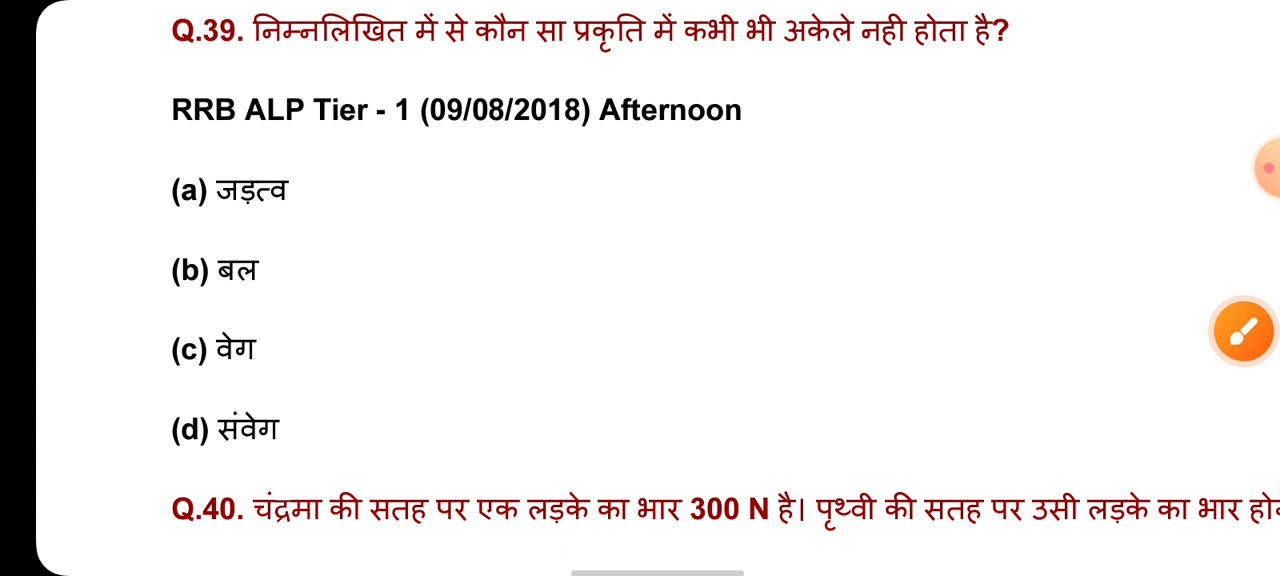 Q.39. निम्नलिखित में से कौन सा प्रकृति में कभी भी अकेले नही होता है?
RRB ALP Tier - 1 (09/08/2018) Afternoon
(a) जड़त्व
(b) बल
(c) वेग
(d) संवेग
Q.40. चंद्रमा की सतह पर एक लड़के का भार 300 N है। पृथ्वी की सतह पर उसी लड़के का भार